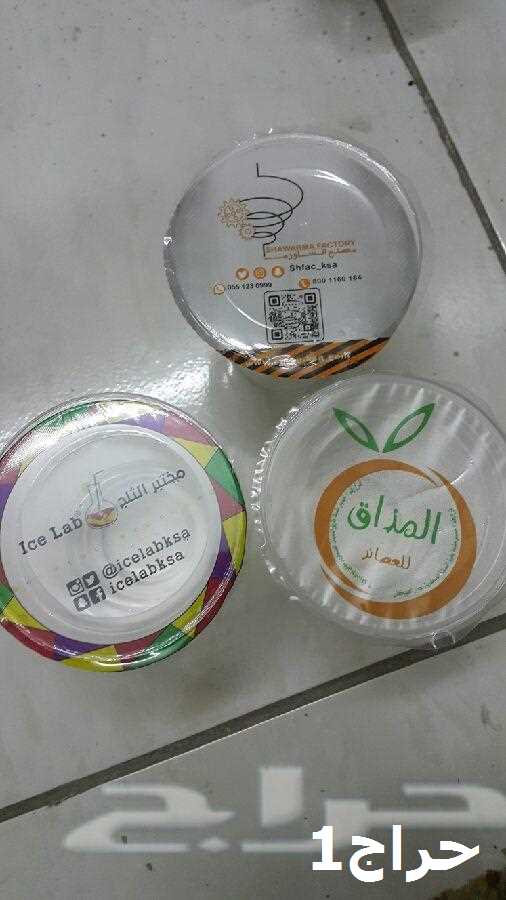 SHAWARMA FACTORY
مصنع الشاورما
Shfac_ksa
055 123 0999
800 1160 164
مختبر الثلج
Ice Lab
@icelabksa
icelabksa
المذاق
للعصائر
حراج
حراج1